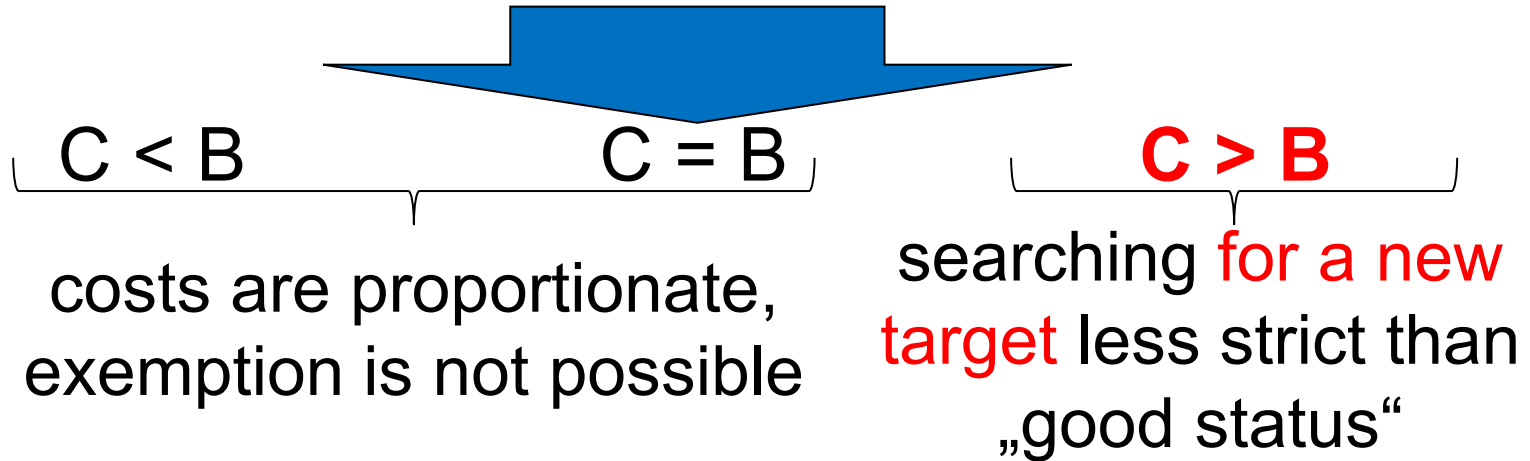 C < B
C = B
C > B
costs are proportionate,
exemption is not possible
searching for a new
target less strict than
„good status“